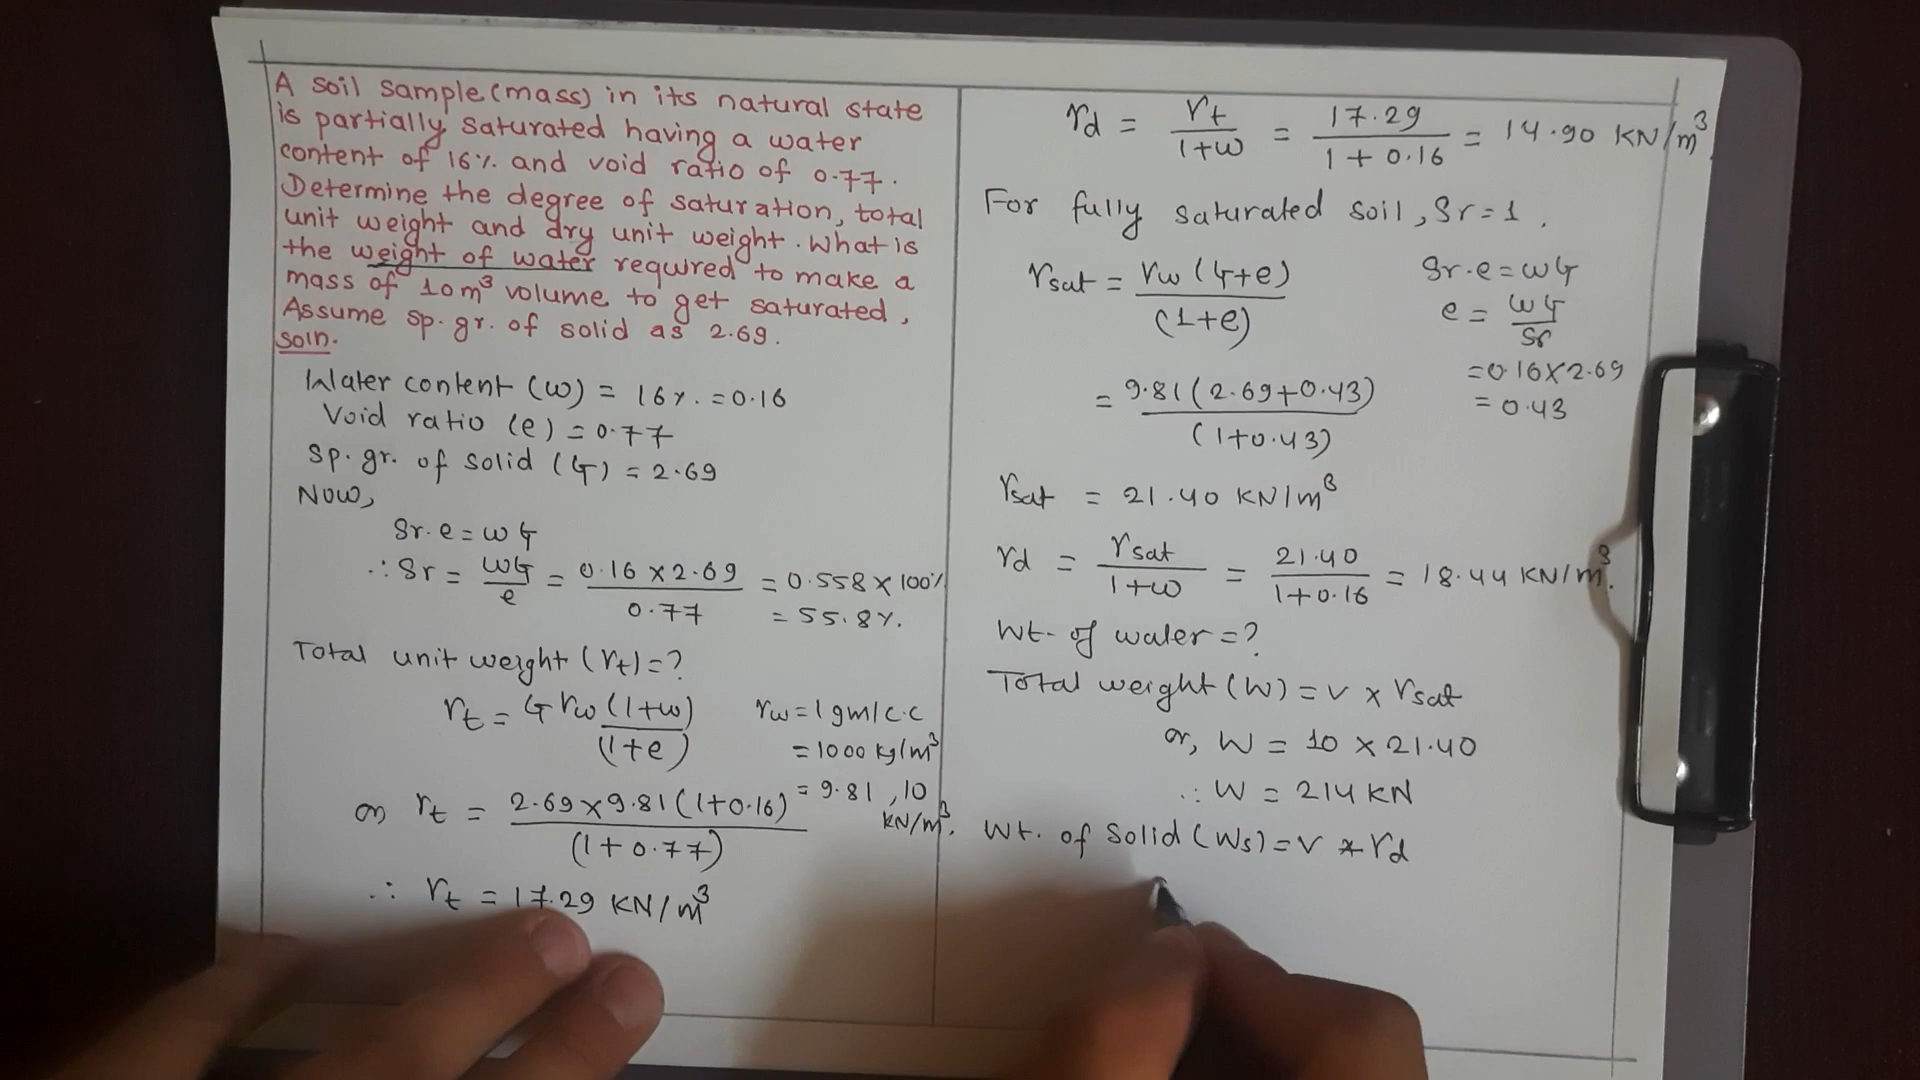 A soil sample (mass) in its natural state
is partially saturated having a water
content of 16% and void ratio of 0.77.
Determine the degree of saturation, total
unit weight and dry unit weight. What is
the weight of water required to make a
mass of 10m³ volume to get saturated,
Assume sp. gr. of solid as 2.69.
Soln.
Water content (w) = 16%. = 0.16
Void ratio (e) = 0.77
Sp. gr. of solid (G) = 2.69
Now,
Sr.e = wG
∴ Sr = wG/e = 0.16 × 2.69/0.77 = 0.558 × 100%
= 55.8%.
Total unit weight (γt) = ?
γt = Gγw (1+w)/(1+e)
γw = 1 gm/c.c
= 1000 kg/m³
= 9.81, 10
KN/m³.
or γt = 2.69 × 9.81 (1+0.16)/(1+0.77)
∴ γt = 17.29 KN/m³
γd = γt/1+w = 17.29/1+0.16 = 14.90 KN/m³.
For fully saturated soil, Sr = 1.
γsat = γw (G+e)/(1+e)
Sr.e = wG
e = wG/Sr
= 0.16 × 2.69
= 0.43
= 9.81 (2.69+0.43)/(1+0.43)
γsat = 21.40 KN/m³
γd = γsat/1+w = 21.40/1+0.16 = 18.44 KN/m³.
Wt. of water = ?
Total weight (W) = V × γsat
or, W = 10 × 21.40
∴ W = 214 KN
Wt. of Solid (Ws) = V * γd